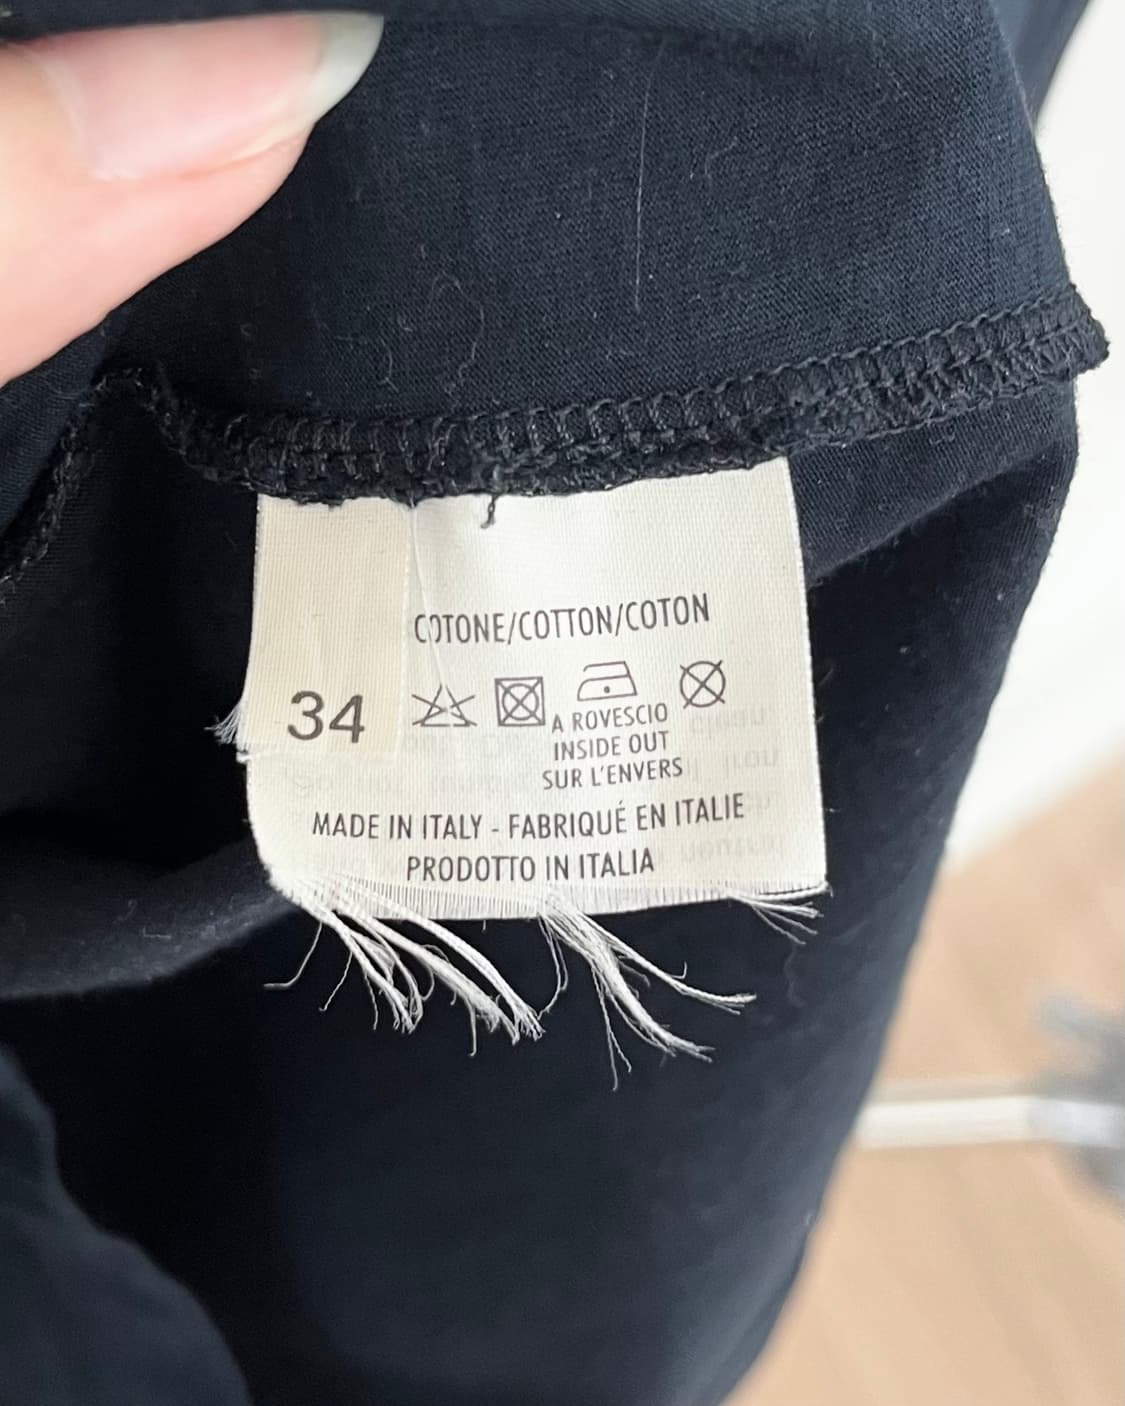 COTONE/COTTON/COTON
34
A ROVESCIO
INSIDE OUT
SUR L'ENVERS
MADE IN ITALY - FABRIQUÉ EN ITALIE
PRODOTTO IN ITALIA